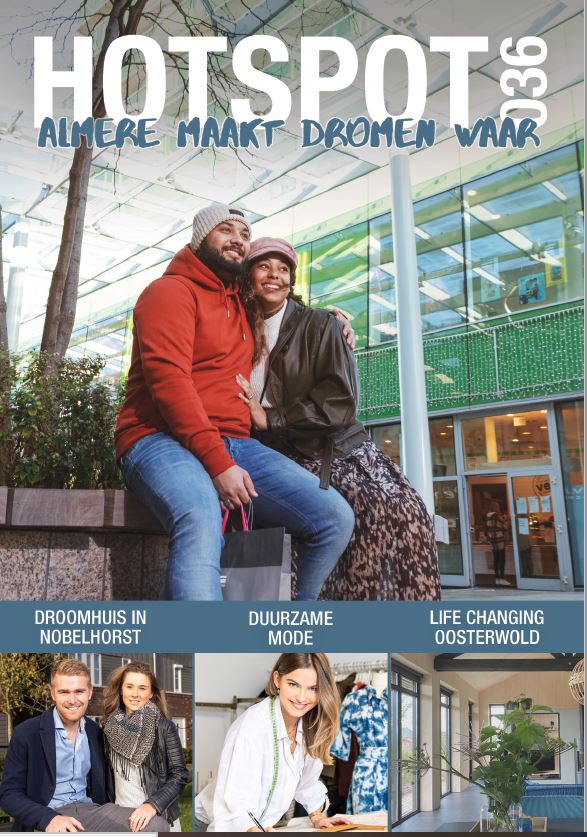 HOTSPOT 036
ALMERE MAAKT DROMEN WAAR
DROOMHUIS IN
NOBELHORST
DUURZAME
MODE
LIFE CHANGING
OOSTERWOLD